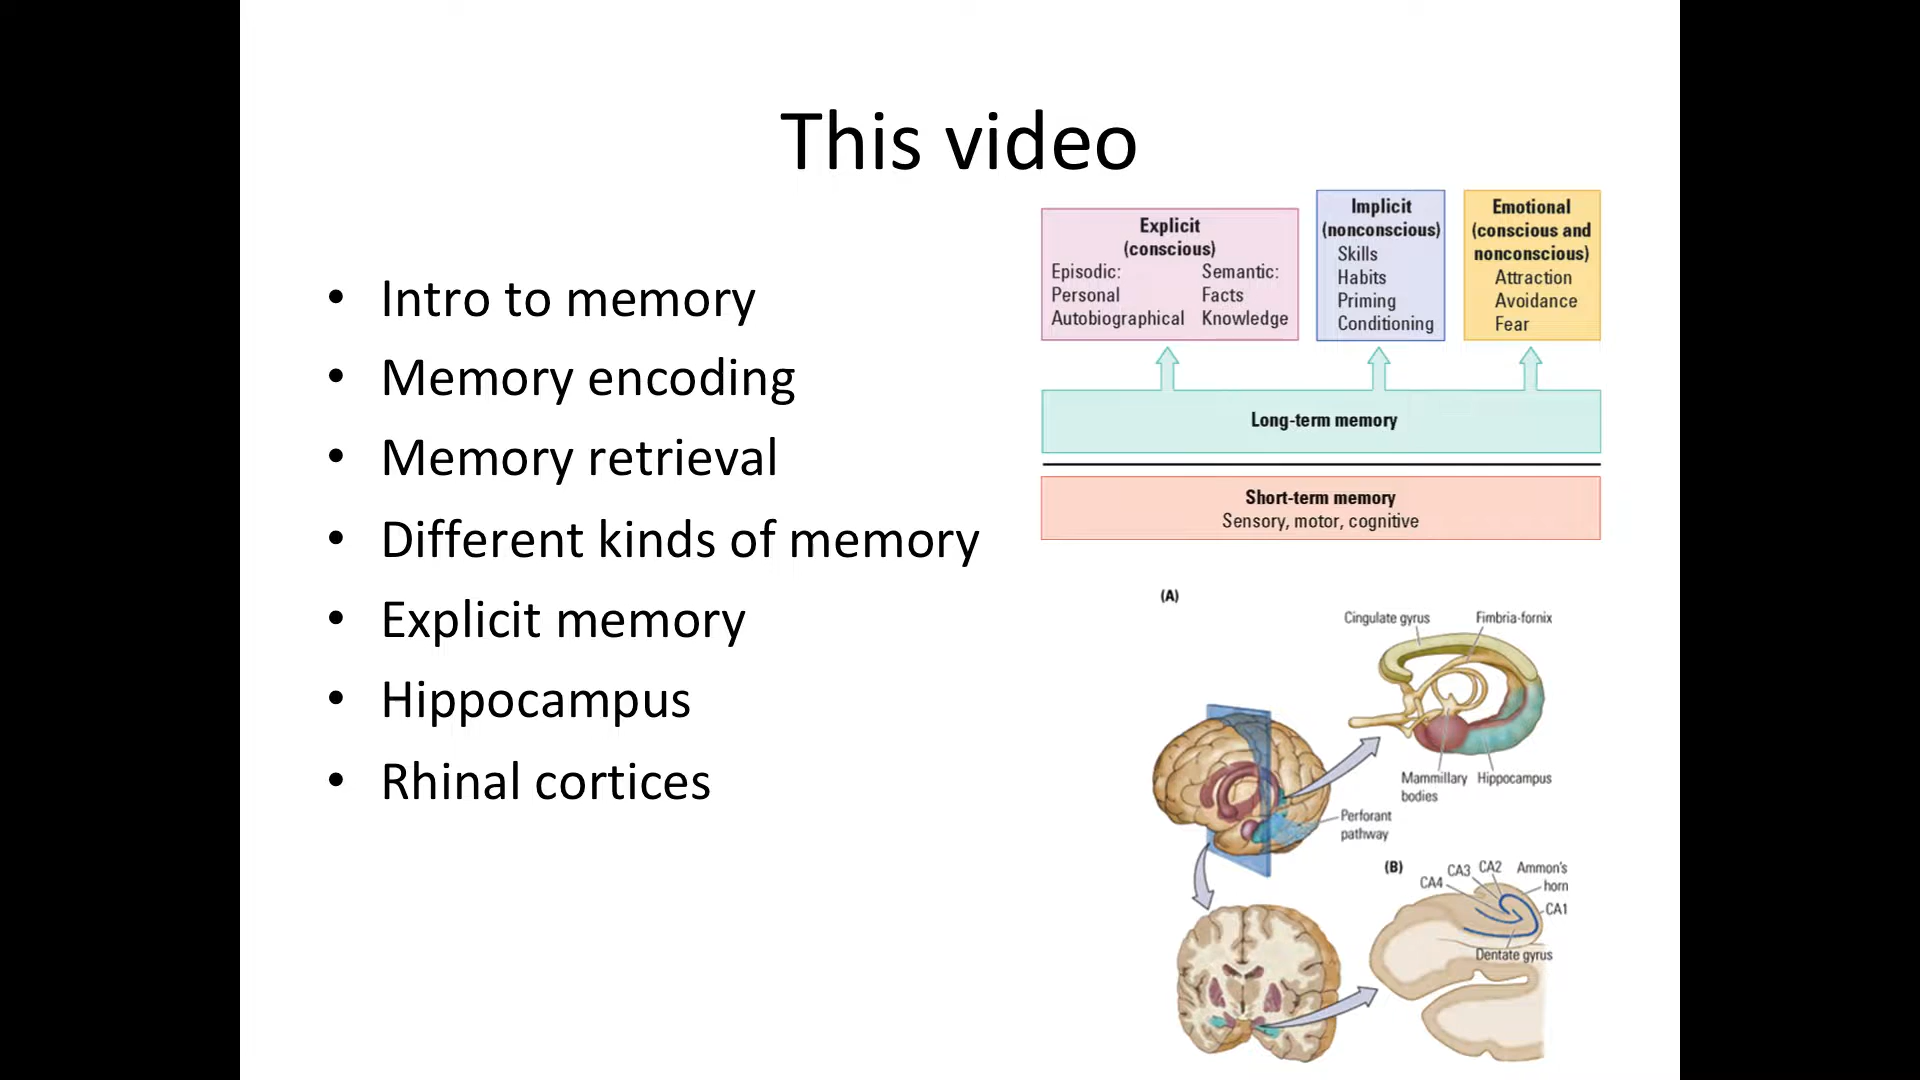 This video
• Intro to memory
• Memory encoding
• Memory retrieval
• Different kinds of memory
• Explicit memory
• Hippocampus
• Rhinal cortices
Explicit
(conscious)
Episodic:
Personal
Autobiographical
Semantic:
Facts
Knowledge
Implicit
(nonconscious)
Skills
Habits
Priming
Conditioning
Emotional
(conscious and
nonconscious)
Attraction
Avoidance
Fear
Long-term memory
Short-term memory
Sensory, motor, cognitive
(A)
Cingulate gyrus
Fimbria-fornix
Mammillary
bodies
Hippocampus
Perforant
pathway
(B)
CA4
CA3
CA2
Ammon's
horn
CA1
Dentate gyrus